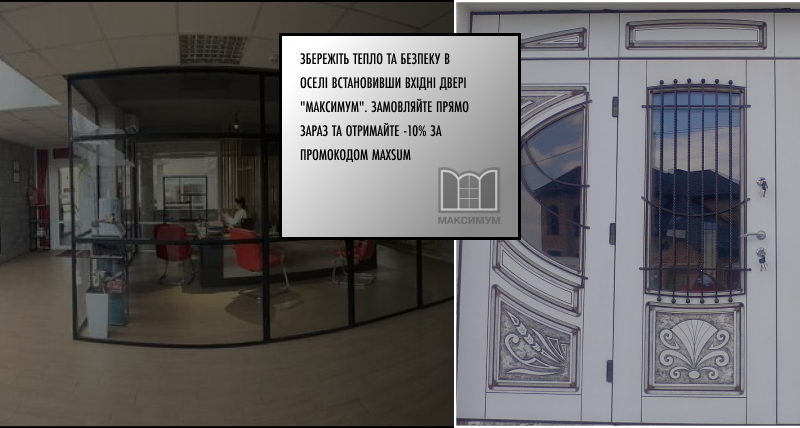 ЗБЕРЕЖІТЬ ТЕПЛО ТА БЕЗПЕКУ В
ОСЕЛІ ВСТАНОВИВШИ ВХІДНІ ДВЕРІ
"МАКСИМУМ". ЗАМОВЛЯЙТЕ ПРЯМО
ЗАРАЗ ТА ОТРИМАЙТЕ -10% ЗА
ПРОМОКОДОМ MAXSUM
МАКСИМУМ